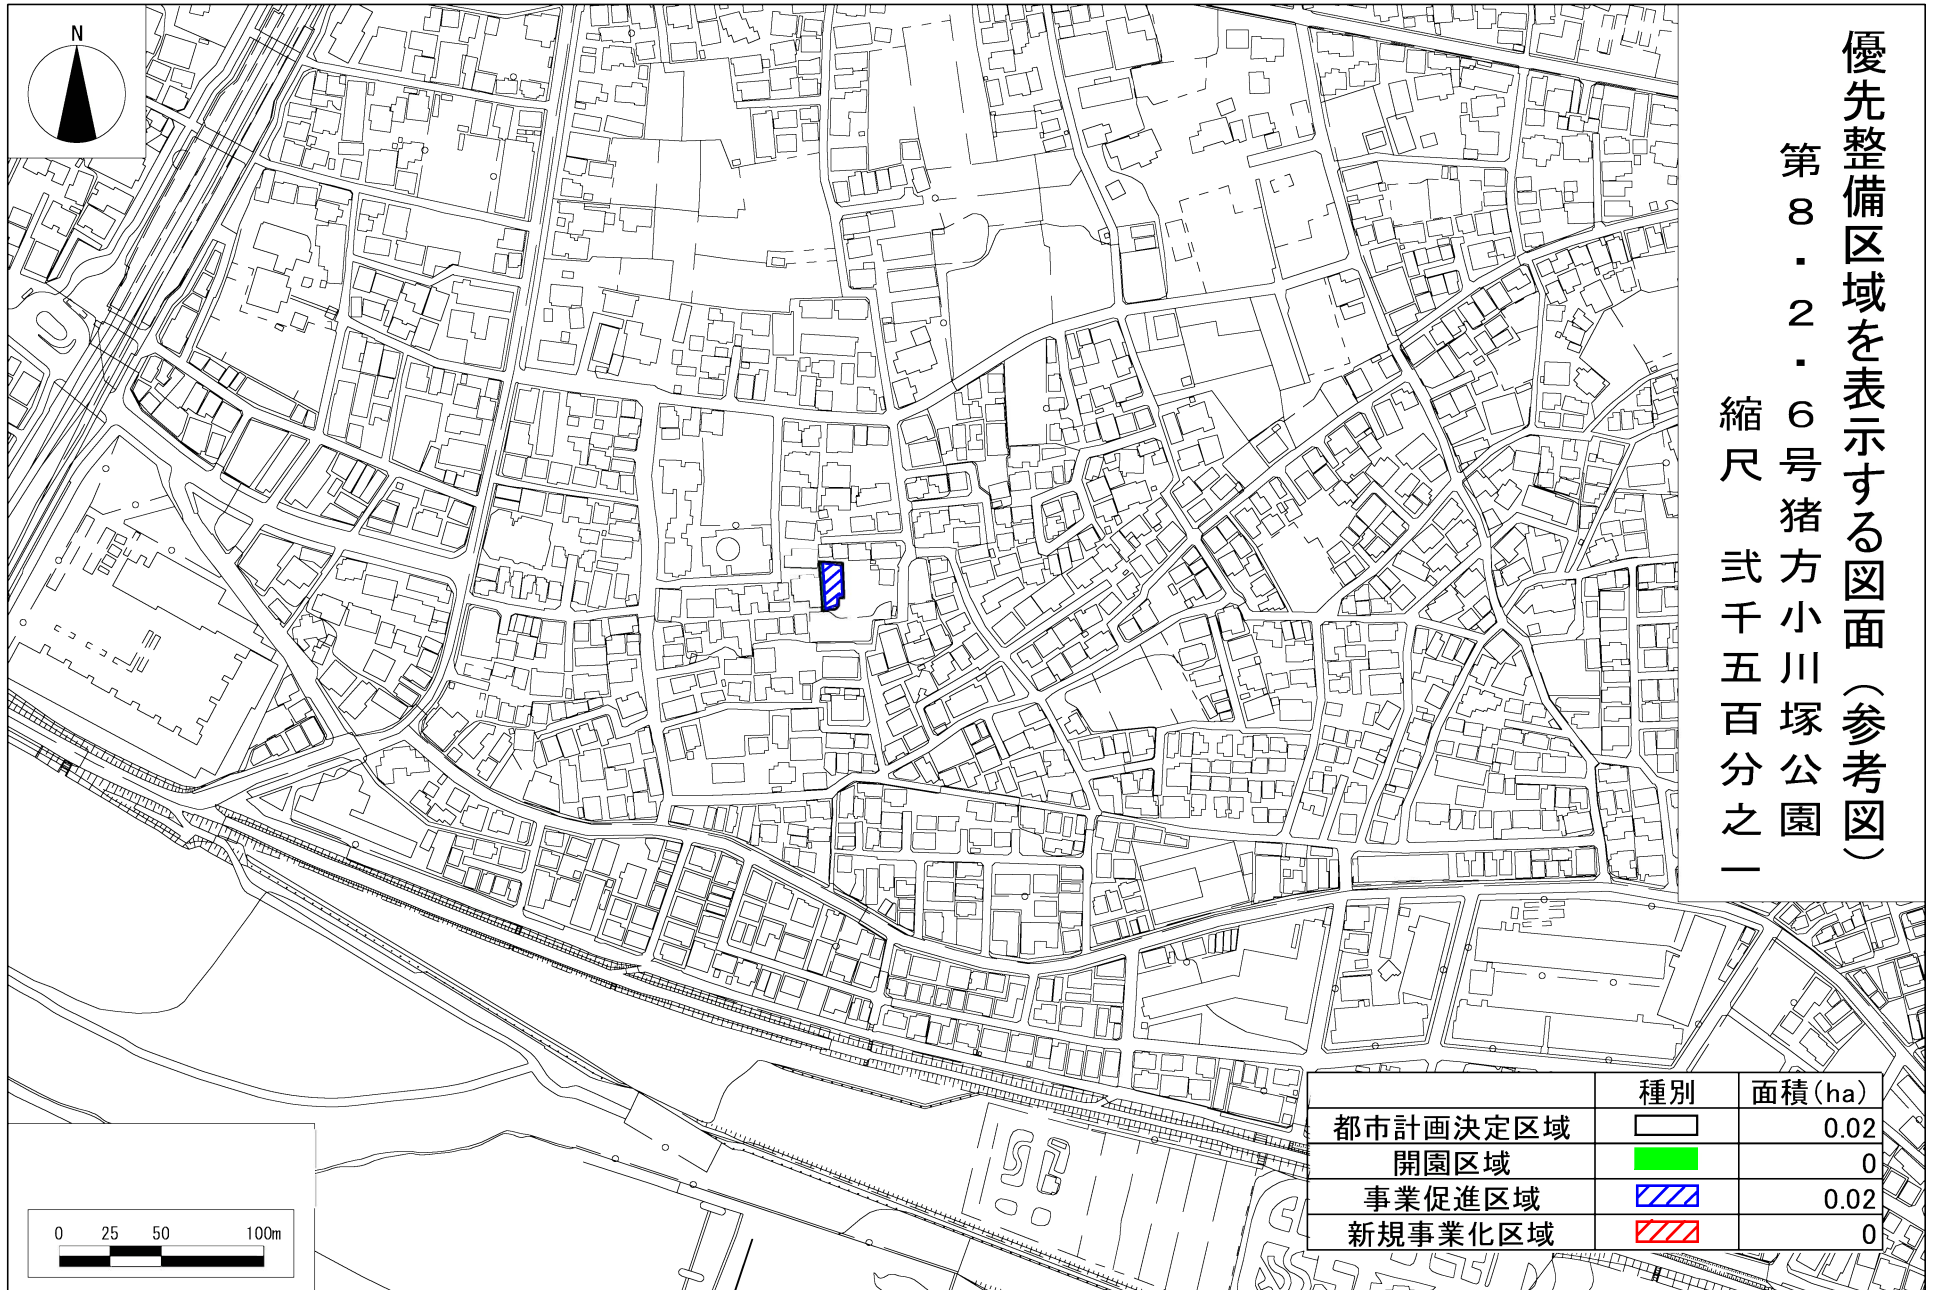 優先整備区域を表示する図面（参考図）
第８・２・６号猪方小川塚公園
縮尺　弐千五百分之一
N
種別 面積(ha)
都市計画決定区域 0.02
開園区域 0
事業促進区域 0.02
新規事業化区域 0
0 25 50 100m